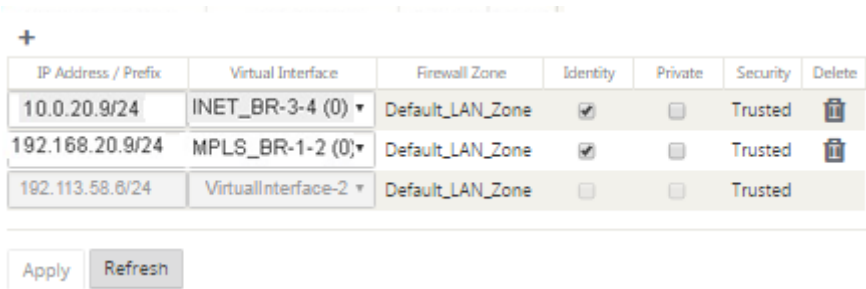 +
IP Address / Prefix Virtual Interface Firewall Zone Identity Private Security Delete
10.0.20.9/24 INET_BR-3-4 (0) Default_LAN_Zone Trusted
192.168.20.9/24 MPLS_BR-1-2 (0) Default_LAN_Zone Trusted
192.113.58.6/24 VirtualInterface-2 Default_LAN_Zone Trusted
Apply Refresh